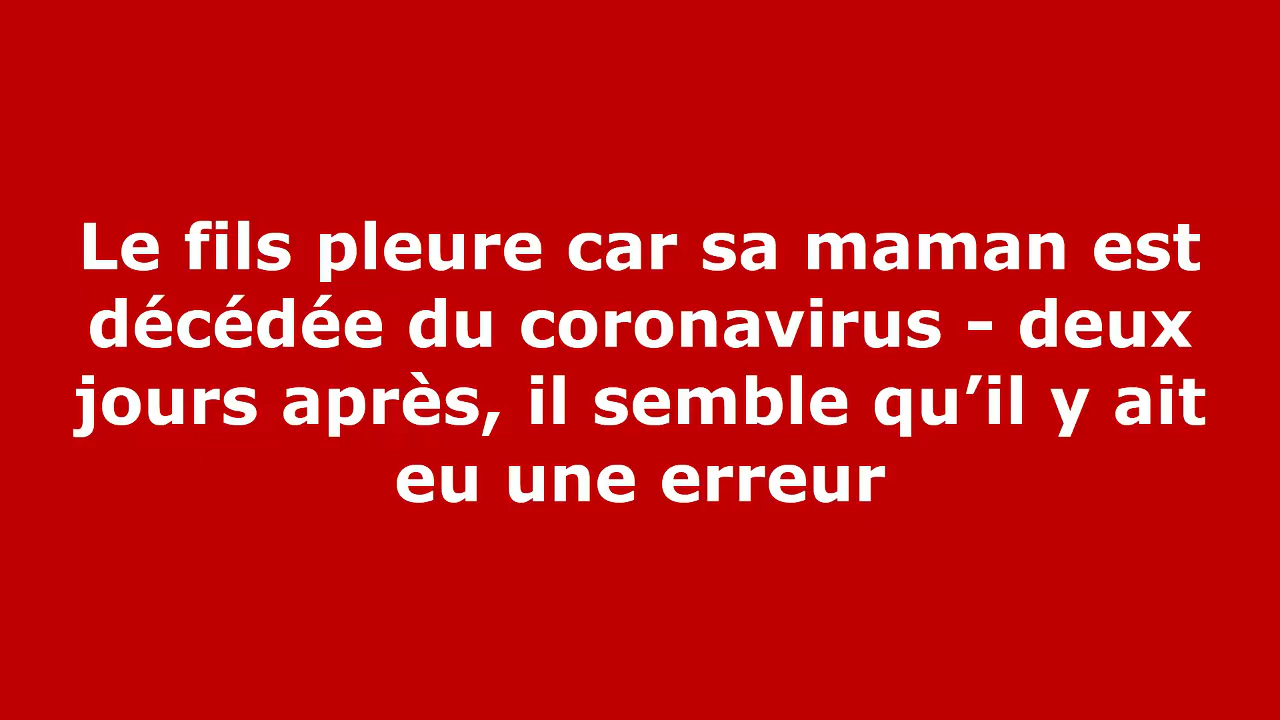 Le fils pleure car sa maman est
décédée du coronavirus - deux
jours après, il semble qu’il y ait
eu une erreur